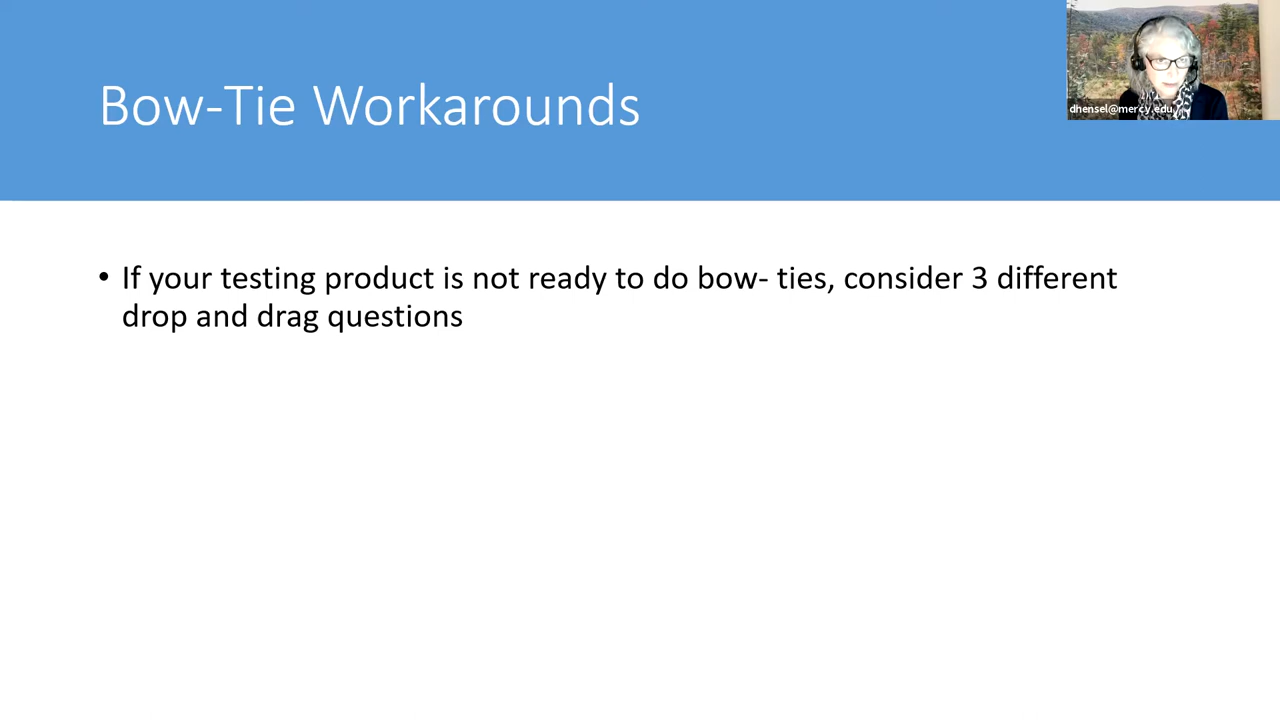 Bow-Tie Workarounds
dhensel@mercy.edu
• If your testing product is not ready to do bow- ties, consider 3 different
drop and drag questions